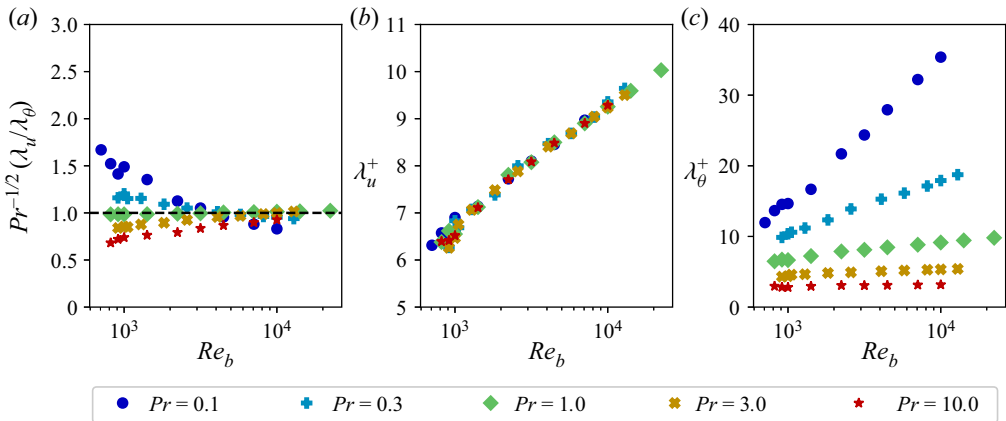 (a)
3.0
2.5
2.0
1.5
1.0
0.5
0
Pr^{-1/2} (λ_u/λ_θ)
10^3
10^4
Re_b
(b)
11
10
9
8
7
6
5
λ_u^+
10^3
10^4
Re_b
(c)
40
30
20
10
0
λ_θ^+
10^3
10^4
Re_b
Pr = 0.1 Pr = 0.3 Pr = 1.0 Pr = 3.0 Pr = 10.0